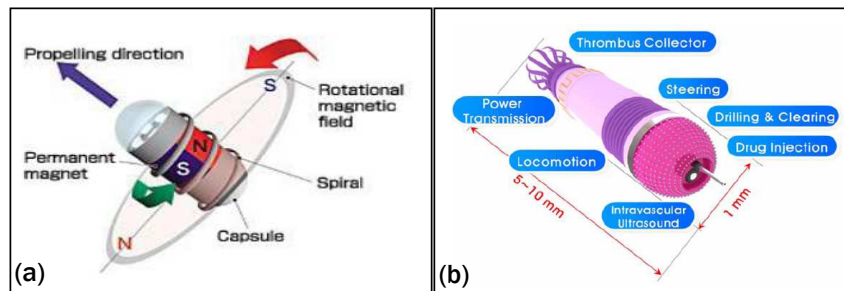 Propelling direction
S
Rotational
magnetic
field
N
S
Permanent
magnet
Spiral
Capsule
N
(a)
Thrombus Collector
Steering
Power
Transmission
Drilling & Clearing
Drug Injection
Locomotion
5~10 mm
Intravascular
Ultrasound
1 mm
(b)